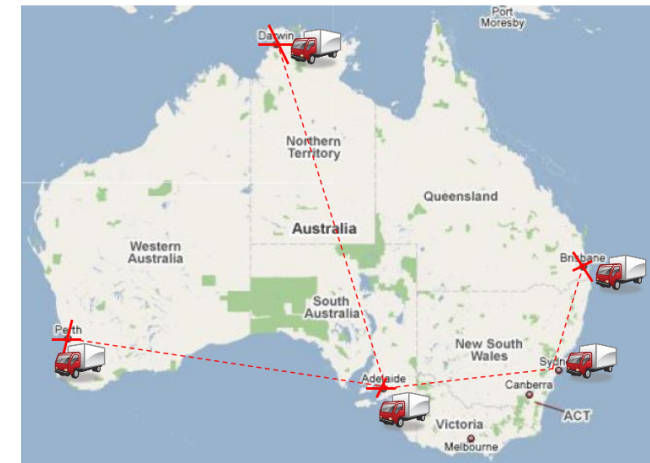 Port
Moresby
Darwin
Northern
Territory
Queensland
Australia
Western
Australia
Brisbane
South
Australia
Perth
New South
Wales
Sydn
Adelaide
Canberra
ACT
Victoria
Melbourne